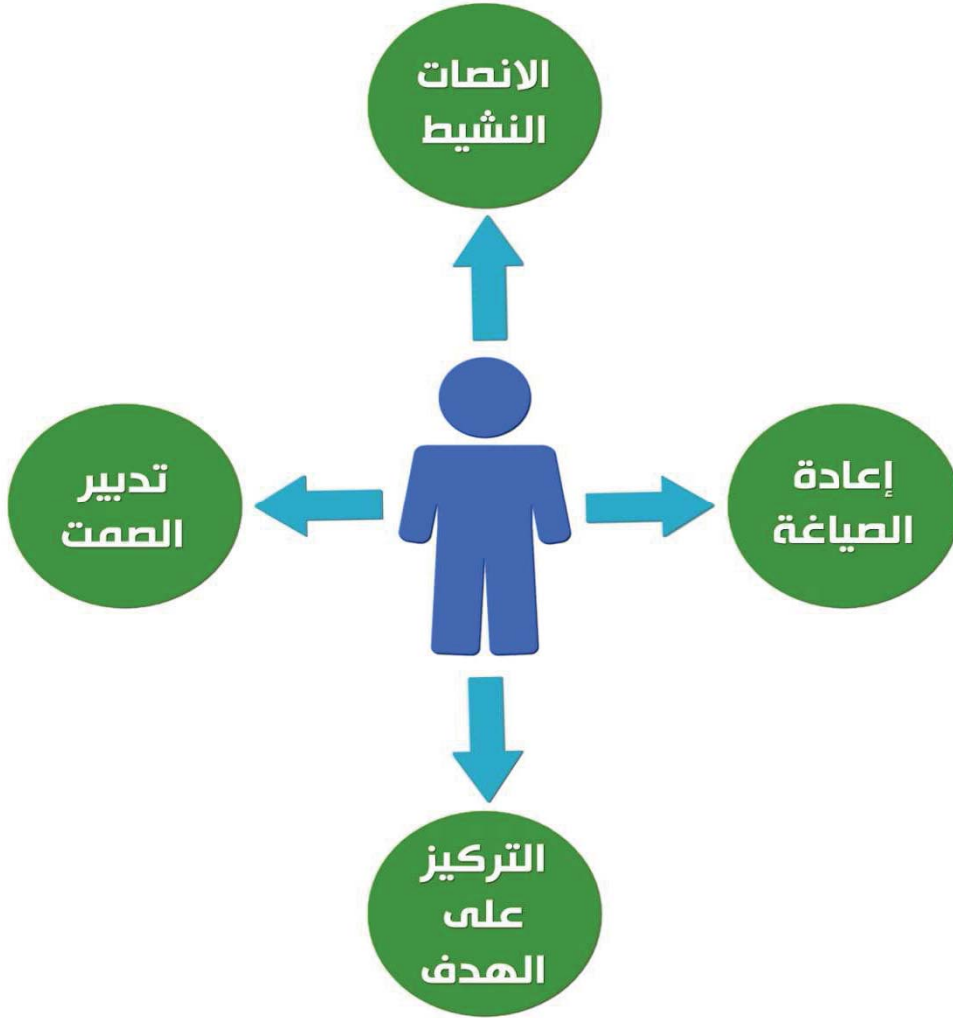 الانصات
النشيط
إعادة
الصياغة
تدبير
الصمت
التركيز
على
الهدف